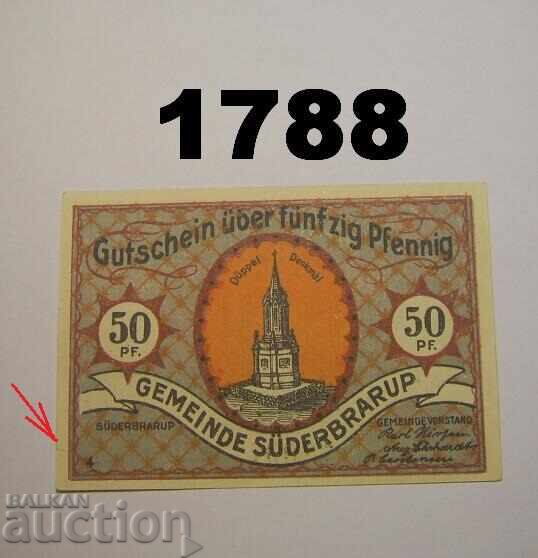 1788
Gutschein über fünfzig Pfennig
Düppel Denkmal
50 PF.
50 PF.
GEMEINDE SÜDERBRARUP
SÜDERBRARUP
GEMEINDEVORSTAND
4
BALKAN
auction